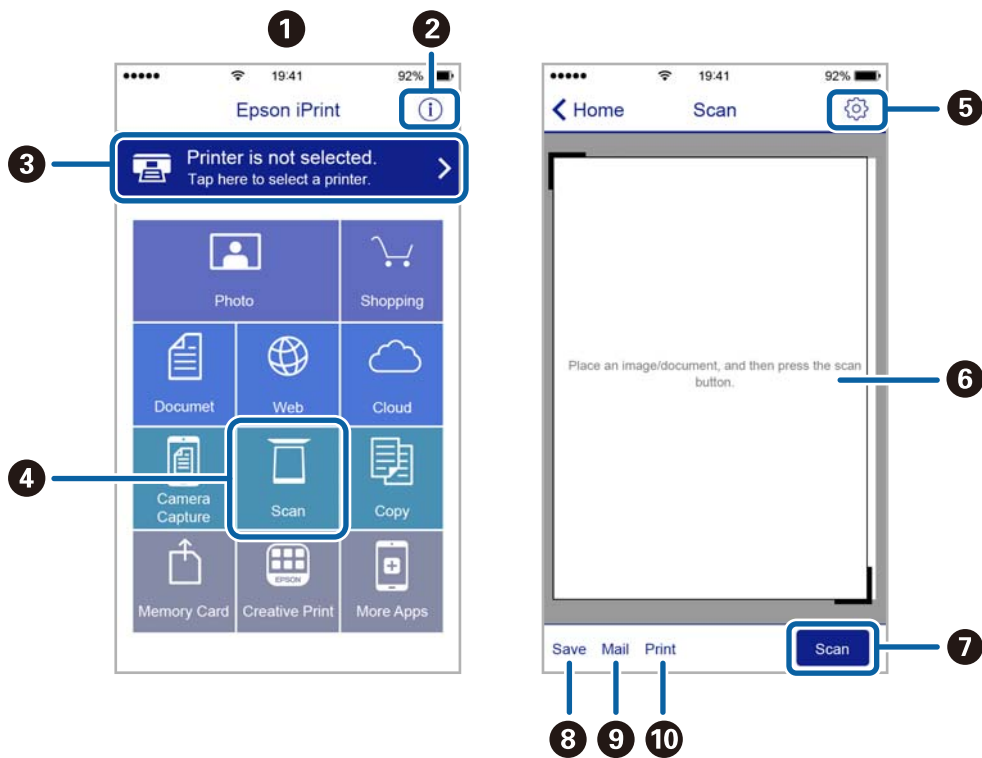 1
2
19:41
92%
Epson iPrint
3
Printer is not selected.
Tap here to select a printer.
Photo
Shopping
Documet
Web
Cloud
4
Camera
Capture
Scan
Copy
EPSON
Memory Card
Creative Print
More Apps
19:41
92%
Home
Scan
5
Place an image/document, and then press the scan
button.
6
Save
Mail
Print
Scan
7
8
9
10